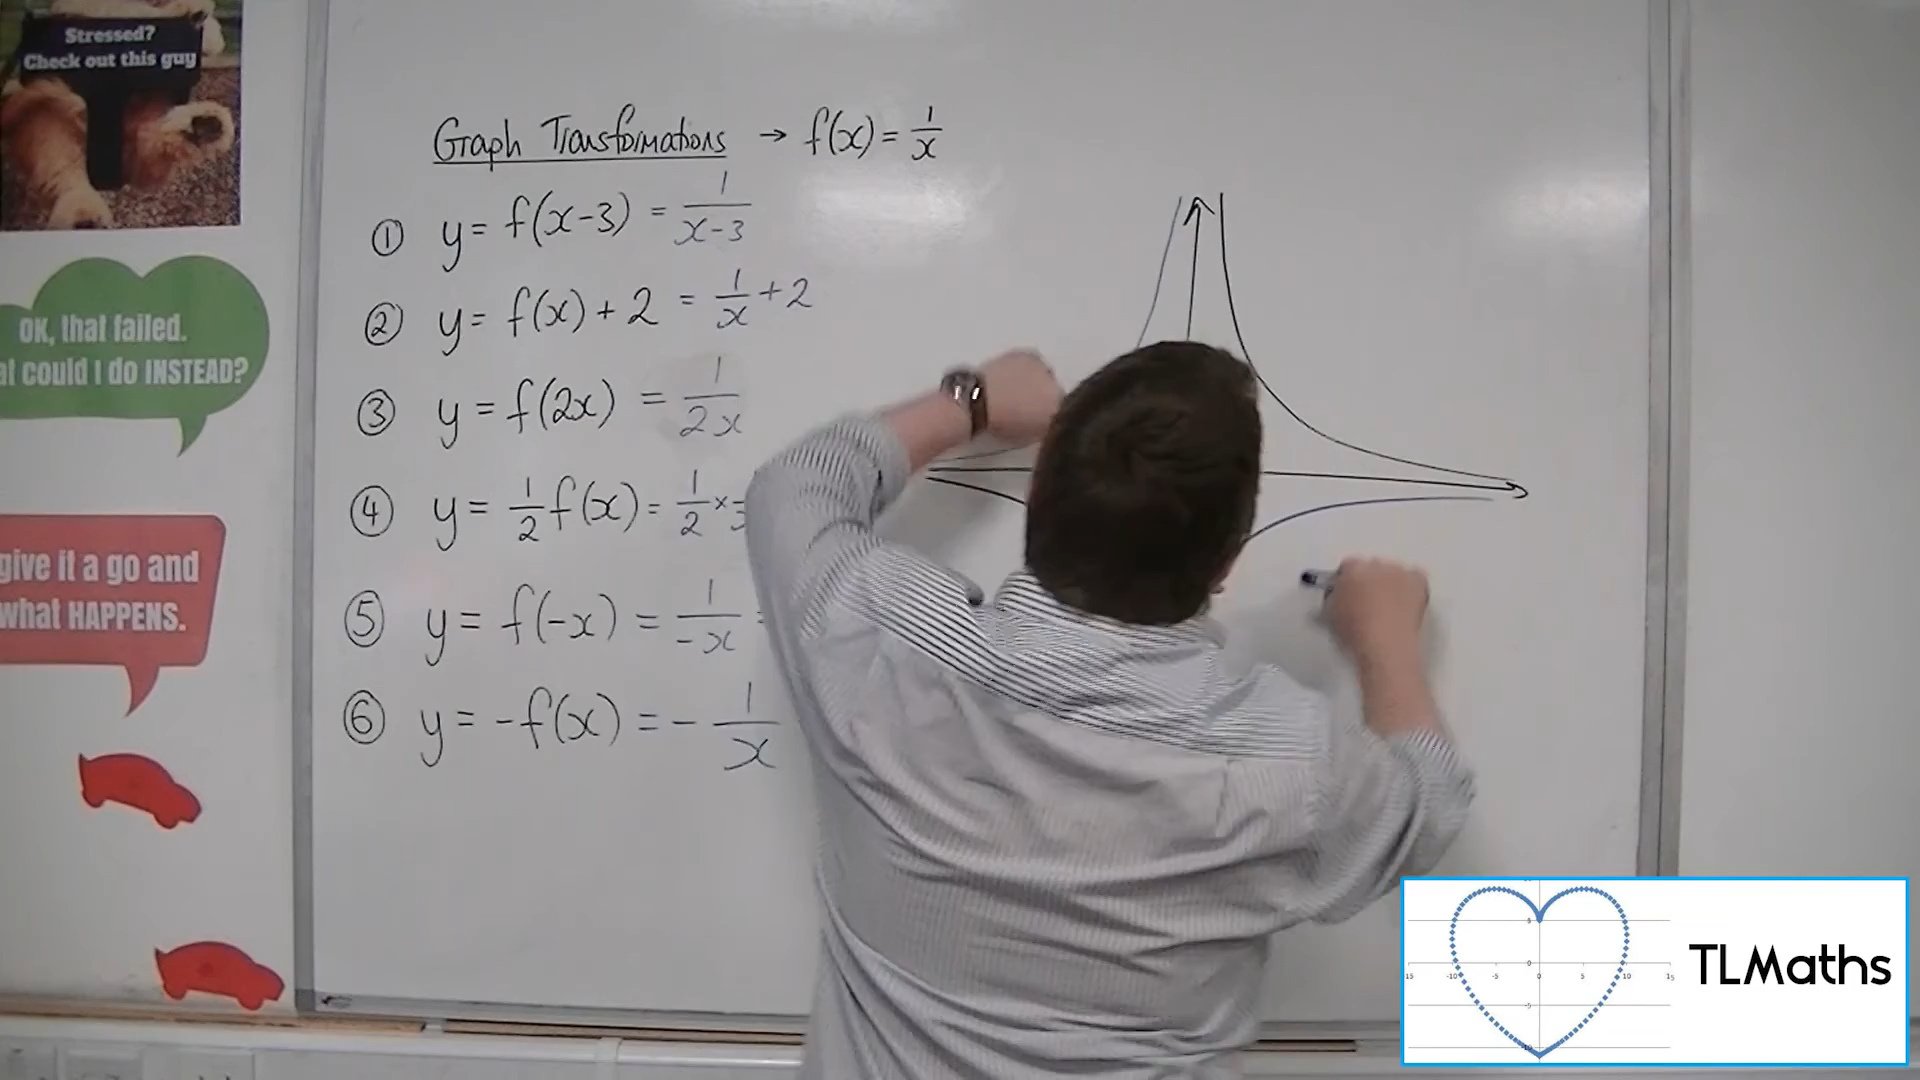 Stressed?
Check out this guy
Graph Transformations → f(x) = 1/x
① y = f(x-3) = 1/(x-3)
② y = f(x) + 2 = 1/x + 2
③ y = f(2x) = 1/(2x)
④ y = 1/2 f(x) = 1/2 ×
⑤ y = f(-x) = 1/(-x)
⑥ y = -f(x) = - 1/x
OK, that failed.
at could I do INSTEAD?
give it a go and
what HAPPENS.
TLMaths